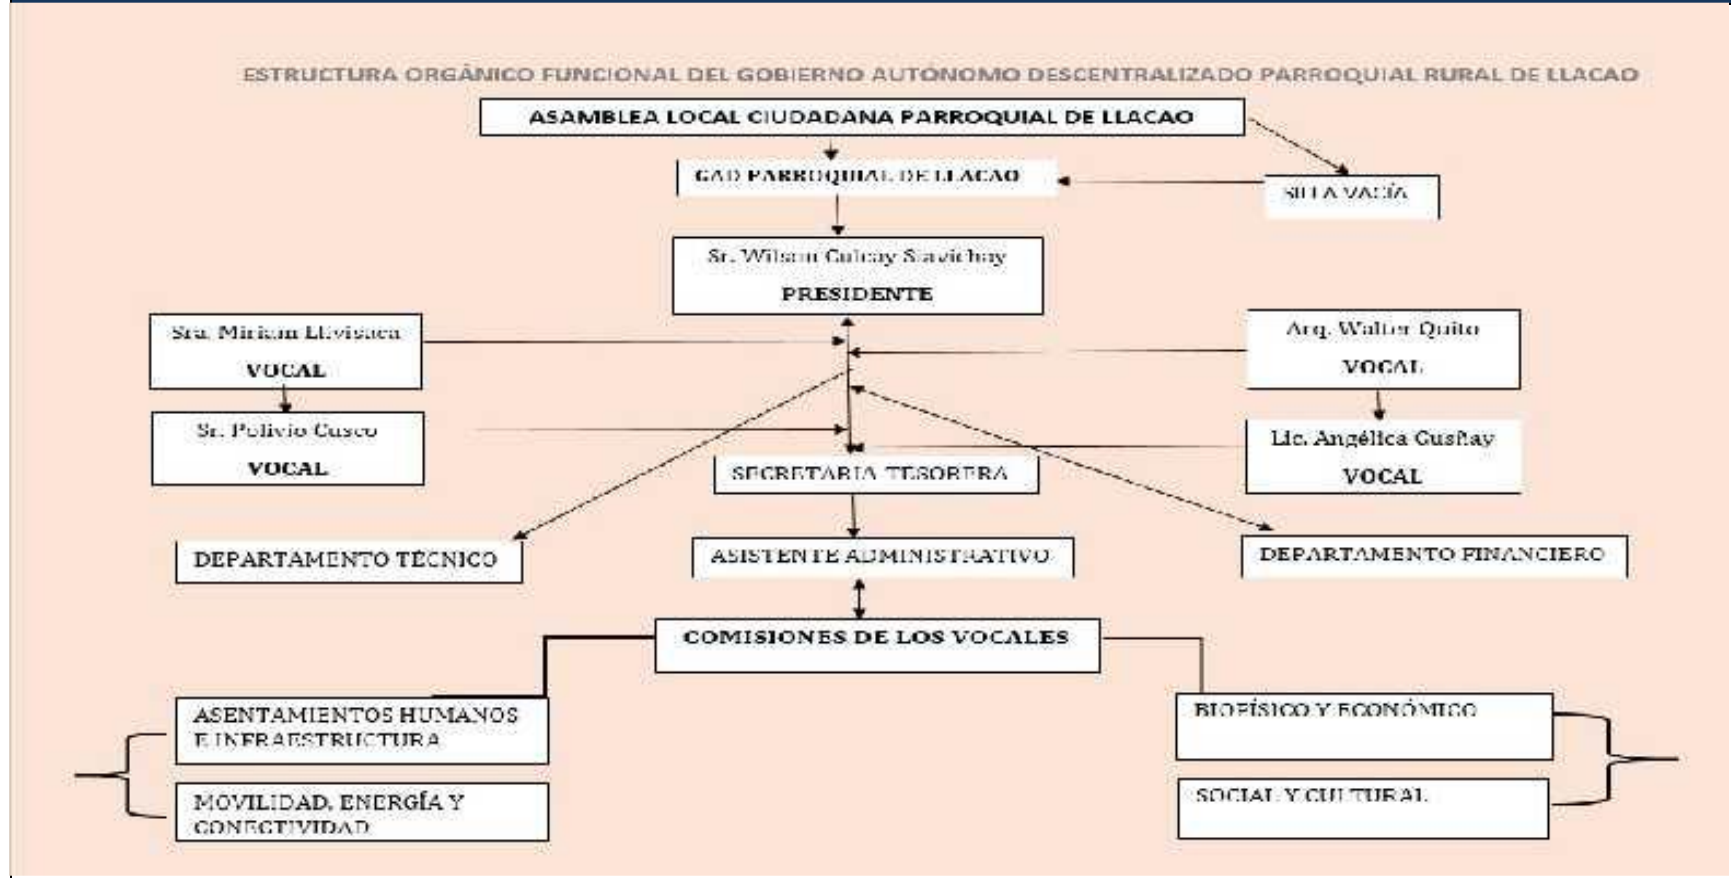 ESTRUCTURA ORGÁNICO FUNCIONAL DEL GOBIERNO AUTÓNOMO DESCENTRALIZADO PARROQUIAL RURAL DE LLACAO
ASAMBLEA LOCAL CIUDADANA PARROQUIAL DE LLACAO
GAD PARROQUIAL DE LLACAO
SILLA VACÍA
Sr. Wilson
PRESIDENTE
Sra. Miriam Llivisaca
VOCAL
Arq. Walter Quito
VOCAL
Sr. Polivio Cusco
VOCAL
Lic. Angélica Cushay
VOCAL
SECRETARIA TESORERA
DEPARTAMENTO TÉCNICO
ASISTENTE ADMINISTRATIVO
DEPARTAMENTO FINANCIERO
COMISIONES DE LOS VOCALES
ASENTAMIENTOS HUMANOS
E INFRAESTRUCTURA
BIOFÍSICO Y ECONÓMICO
MOVILIDAD, ENERGÍA Y
CONECTIVIDAD
SOCIAL Y CULTURAL